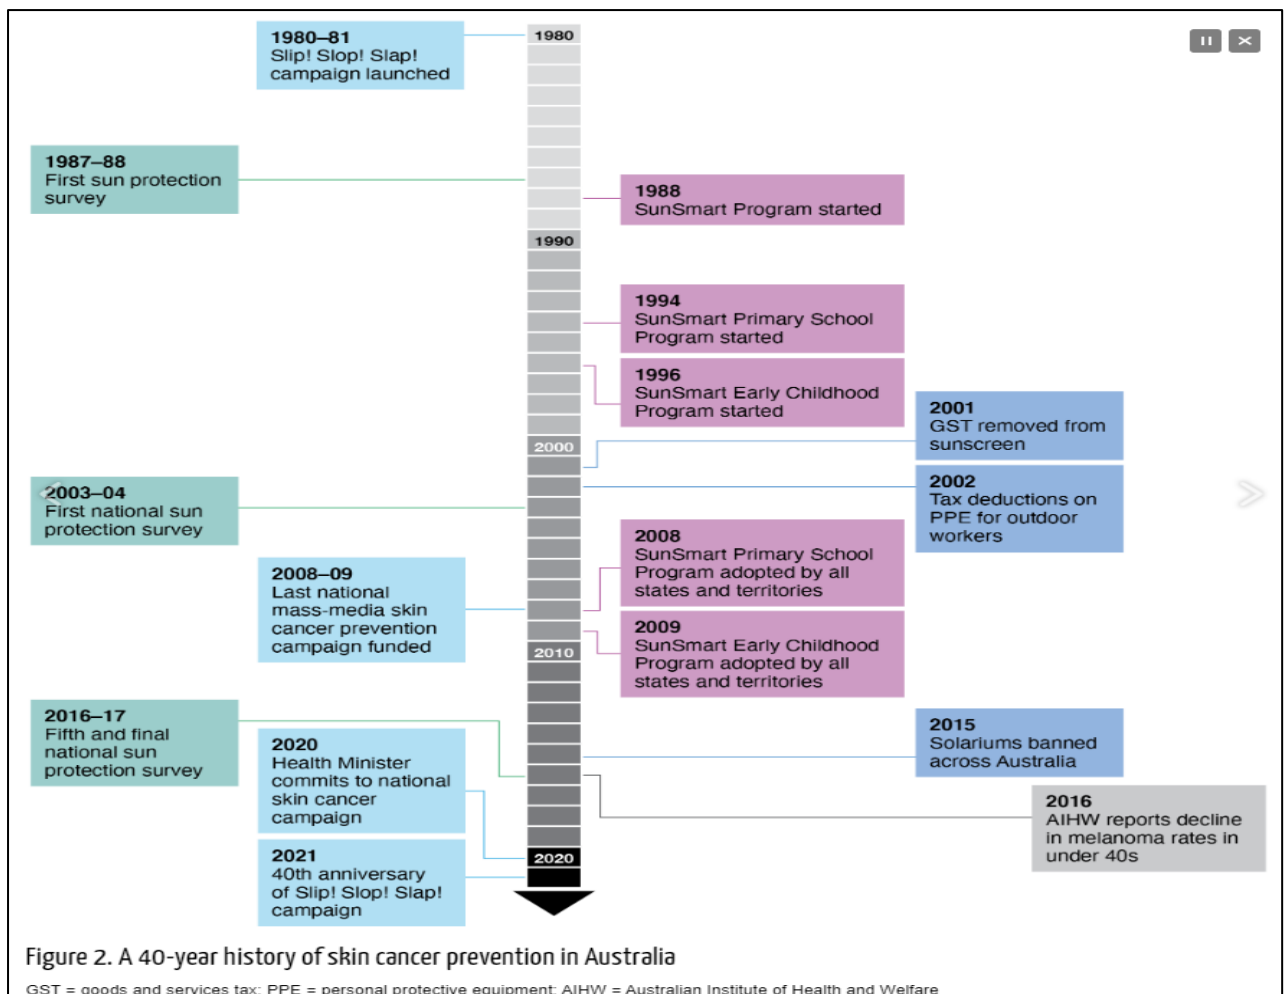 1980–81
Slip! Slop! Slap!
campaign launched
1980
1987–88
First sun protection
survey
1988
SunSmart Program started
1990
1994
SunSmart Primary School
Program started
1996
SunSmart Early Childhood
Program started
2001
GST removed from
sunscreen
2000
2002
Tax deductions on
PPE for outdoor
workers
2003–04
First national sun
protection survey
2008
SunSmart Primary School
Program adopted by all
states and territories
2008–09
Last national
mass-media skin
cancer prevention
campaign funded
2009
SunSmart Early Childhood
Program adopted by all
states and territories
2010
2016–17
Fifth and final
national sun
protection survey
2015
Solariums banned
across Australia
2020
Health Minister
commits to national
skin cancer
campaign
2016
AIHW reports decline
in melanoma rates in
under 40s
2020
2021
40th anniversary
of Slip! Slop! Slap!
campaign
Figure 2. A 40-year history of skin cancer prevention in Australia
GST = goods and services tax; PPE = personal protective equipment; AIHW = Australian Institute of Health and Welfare